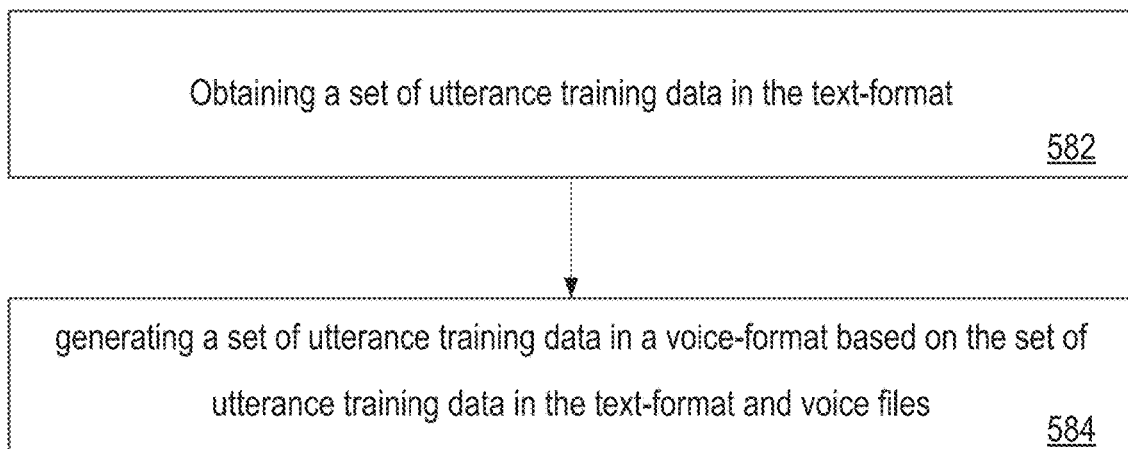 Obtaining a set of utterance training data in the text-format
582
generating a set of utterance training data in a voice-format based on the set of
utterance training data in the text-format and voice files
584